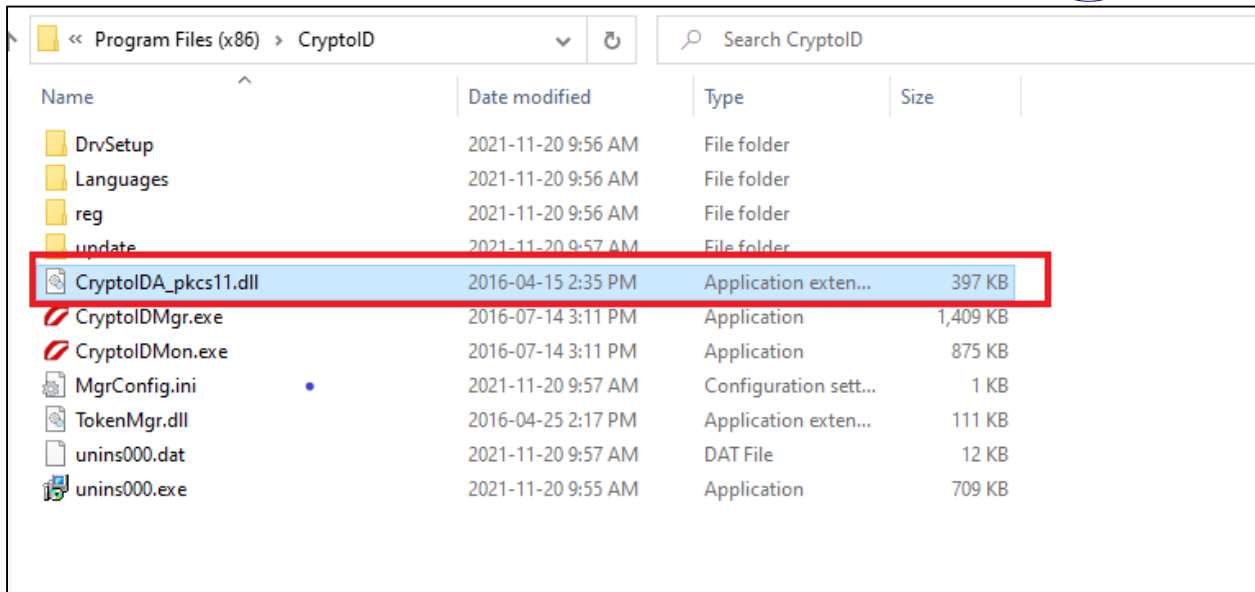 « Program Files (x86) > CryptoID Search CryptoID
Name Date modified Type Size
DrvSetup 2021-11-20 9:56 AM File folder
Languages 2021-11-20 9:56 AM File folder
reg 2021-11-20 9:56 AM File folder
update 2021-11-20 9:57 AM File folder
CryptoIDA_pkcs11.dll 2016-04-15 2:35 PM Application exten... 397 KB
CryptoIDMgr.exe 2016-07-14 3:11 PM Application 1,409 KB
CryptoIDMon.exe 2016-07-14 3:11 PM Application 875 KB
MgrConfig.ini 2021-11-20 9:57 AM Configuration sett... 1 KB
TokenMgr.dll 2016-04-25 2:17 PM Application exten... 111 KB
unins000.dat 2021-11-20 9:57 AM DAT File 12 KB
unins000.exe 2021-11-20 9:55 AM Application 709 KB